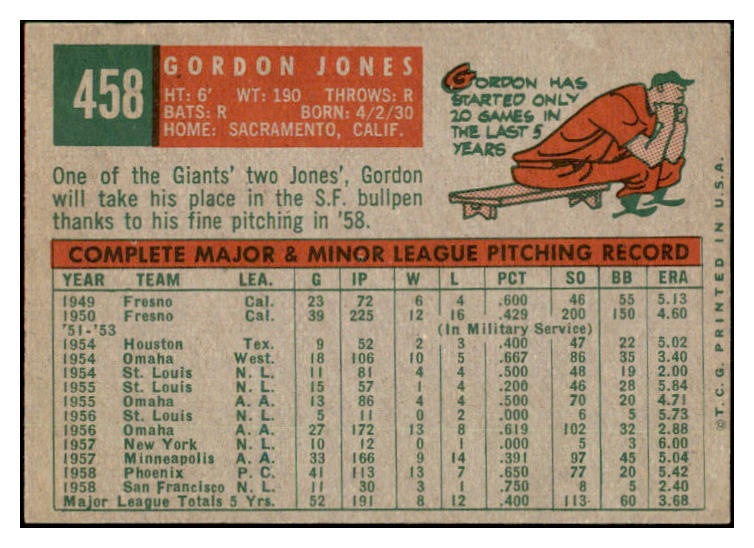 458
GORDON JONES
HT: 6' WT: 190 THROWS: R
BATS: R BORN: 4/2/30
HOME: SACRAMENTO, CALIF.
GORDON HAS
STARTED ONLY
20 GAMES IN
THE LAST 5
YEARS
One of the Giants' two Jones', Gordon
will take his place in the S.F. bullpen
thanks to his fine pitching in '58.
COMPLETE MAJOR & MINOR LEAGUE PITCHING RECORD
YEAR TEAM LEA. G IP W L PCT SO BB ERA
1949 Fresno Cal. 23 72 6 4 .600 46 55 5.13
1950 Fresno Cal. 39 225 12 16 .429 200 150 4.60
'51-'53 (In Military Service)
1954 Houston Tex. 9 52 2 3 .400 47 22 5.02
1954 Omaha West. 18 106 10 5 .667 86 35 3.40
1954 St. Louis N. L. 11 81 4 4 .500 48 19 2.00
1955 St. Louis N. L. 15 57 1 4 .200 46 28 5.84
1955 Omaha A. A. 13 86 4 4 .500 70 20 4.71
1956 St. Louis N. L. 5 11 0 2 .000 6 5 5.73
1956 Omaha A. A. 27 172 13 8 .619 102 32 2.88
1957 New York N. L. 10 12 0 1 .000 5 3 6.00
1957 Minneapolis A. A. 33 166 9 14 .391 97 45 5.04
1958 Phoenix P. C. 41 113 13 7 .650 77 20 5.42
1958 San Francisco N. L. 11 30 3 1 .750 8 5 2.40
Major League Totals 5 Yrs. 52 191 8 12 .400 113 60 3.68
©T.C.G. PRINTED IN U.S.A.